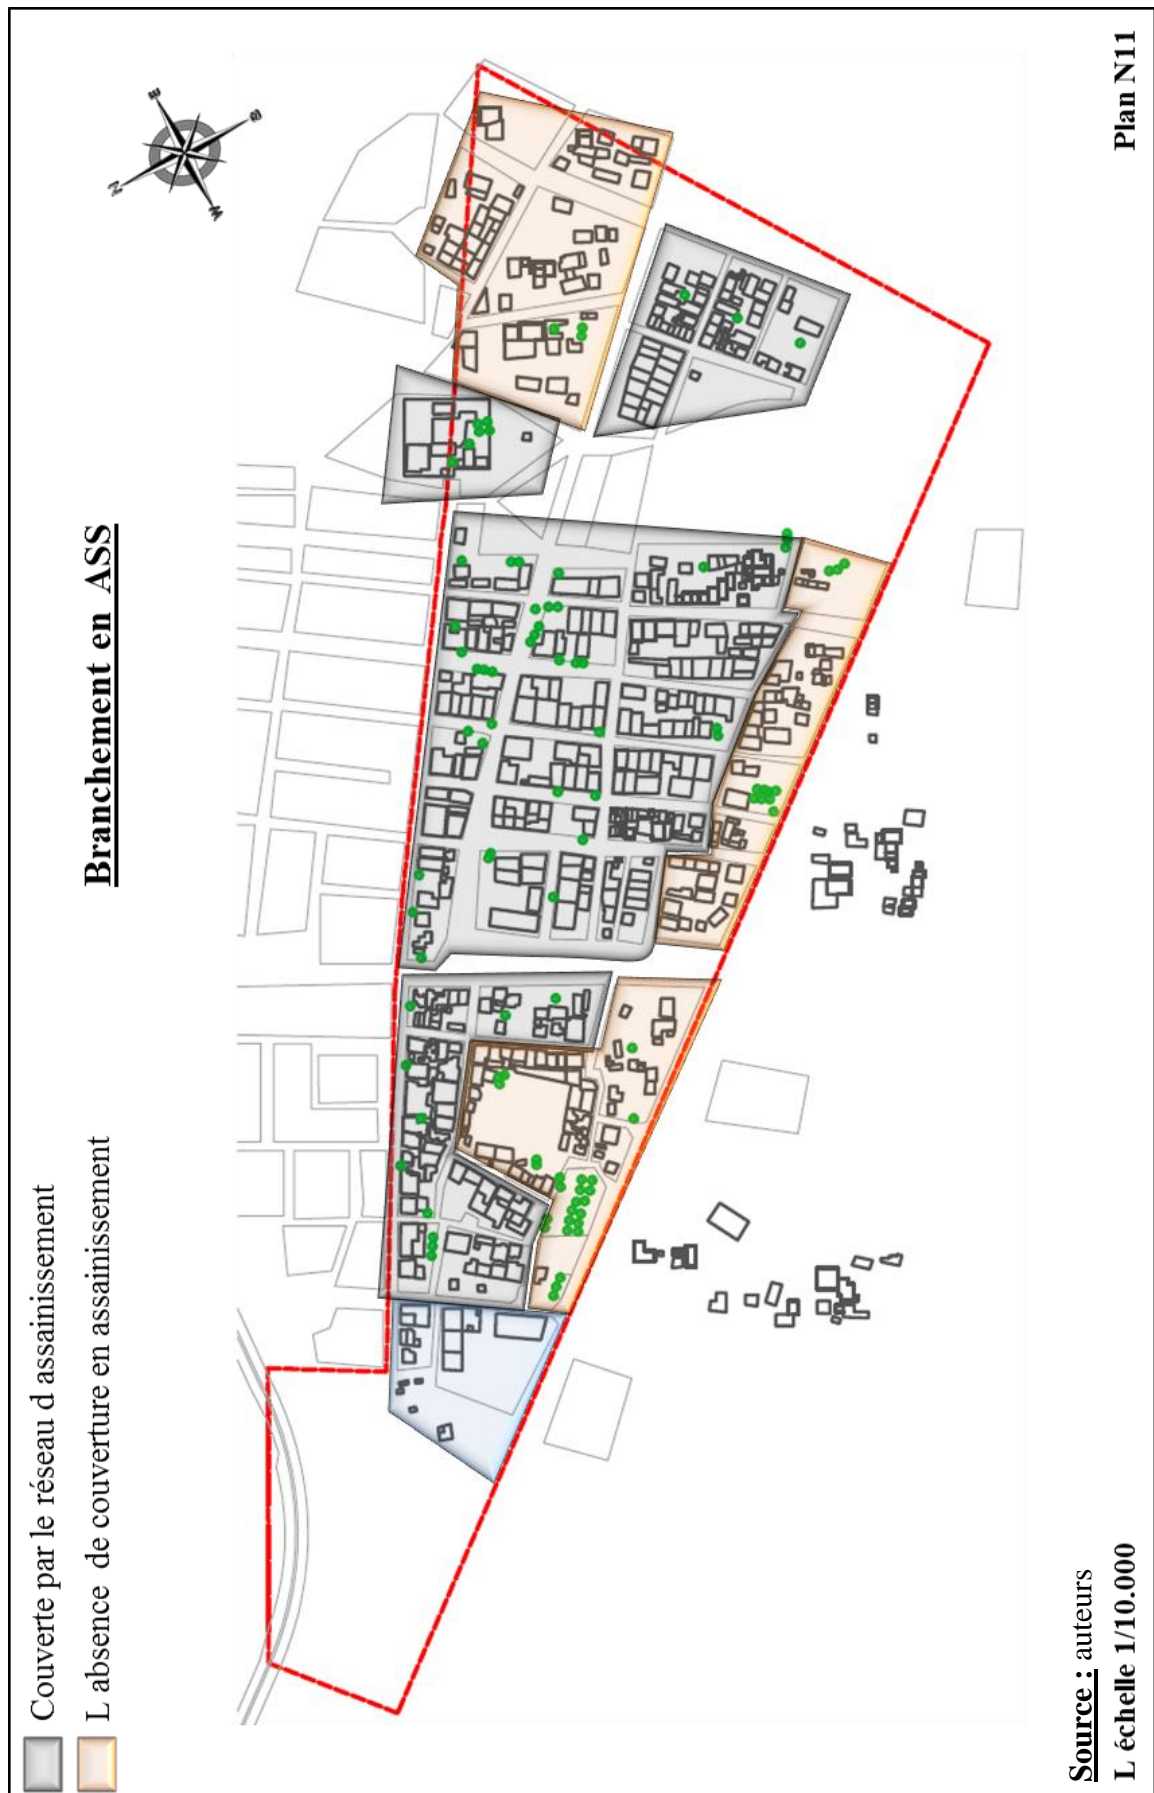 Branchement en ASS
Couverte par le réseau d assainissement
L absence de couverture en assainissement
N
E
S
W
Source : auteurs
L échelle 1/10.000
Plan N11